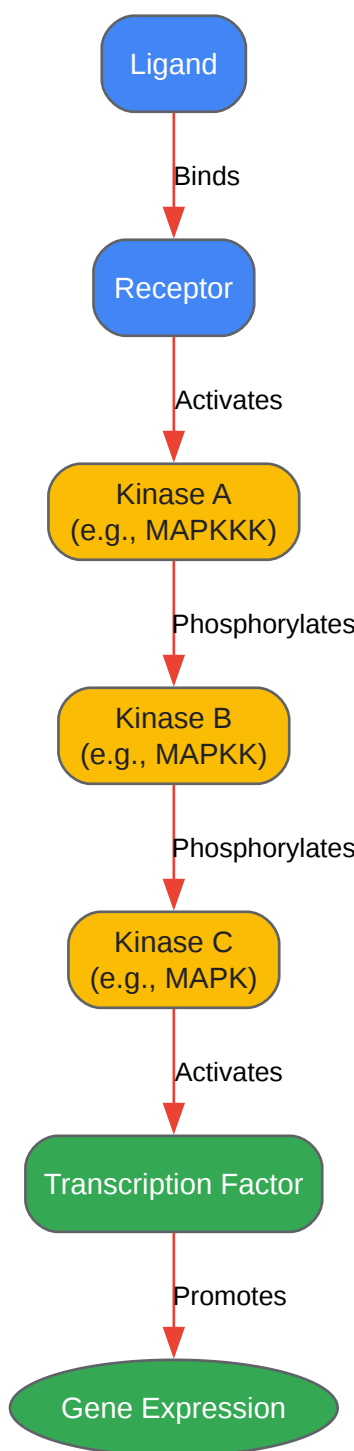 Ligand
Binds
Receptor
Activates
Kinase A
(e.g., MAPKKK)
Phosphorylates
Kinase B
(e.g., MAPKK)
Phosphorylates
Kinase C
(e.g., MAPK)
Activates
Transcription Factor
Promotes
Gene Expression